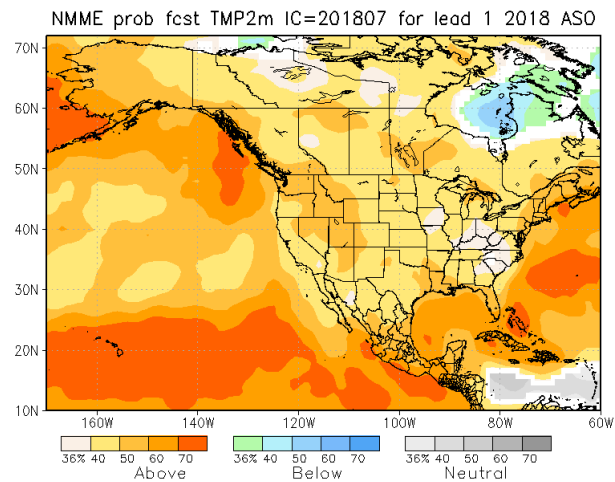 NMME prob fcst TMP2m IC=201807 for lead 1 2018 ASO
70N
60N
50N
40N
30N
20N
10N
160W 140W 120W 100W 80W 60W
36% 40 50 60 70 36% 40 50 60 70 36% 40 50 60 70
Above Below Neutral